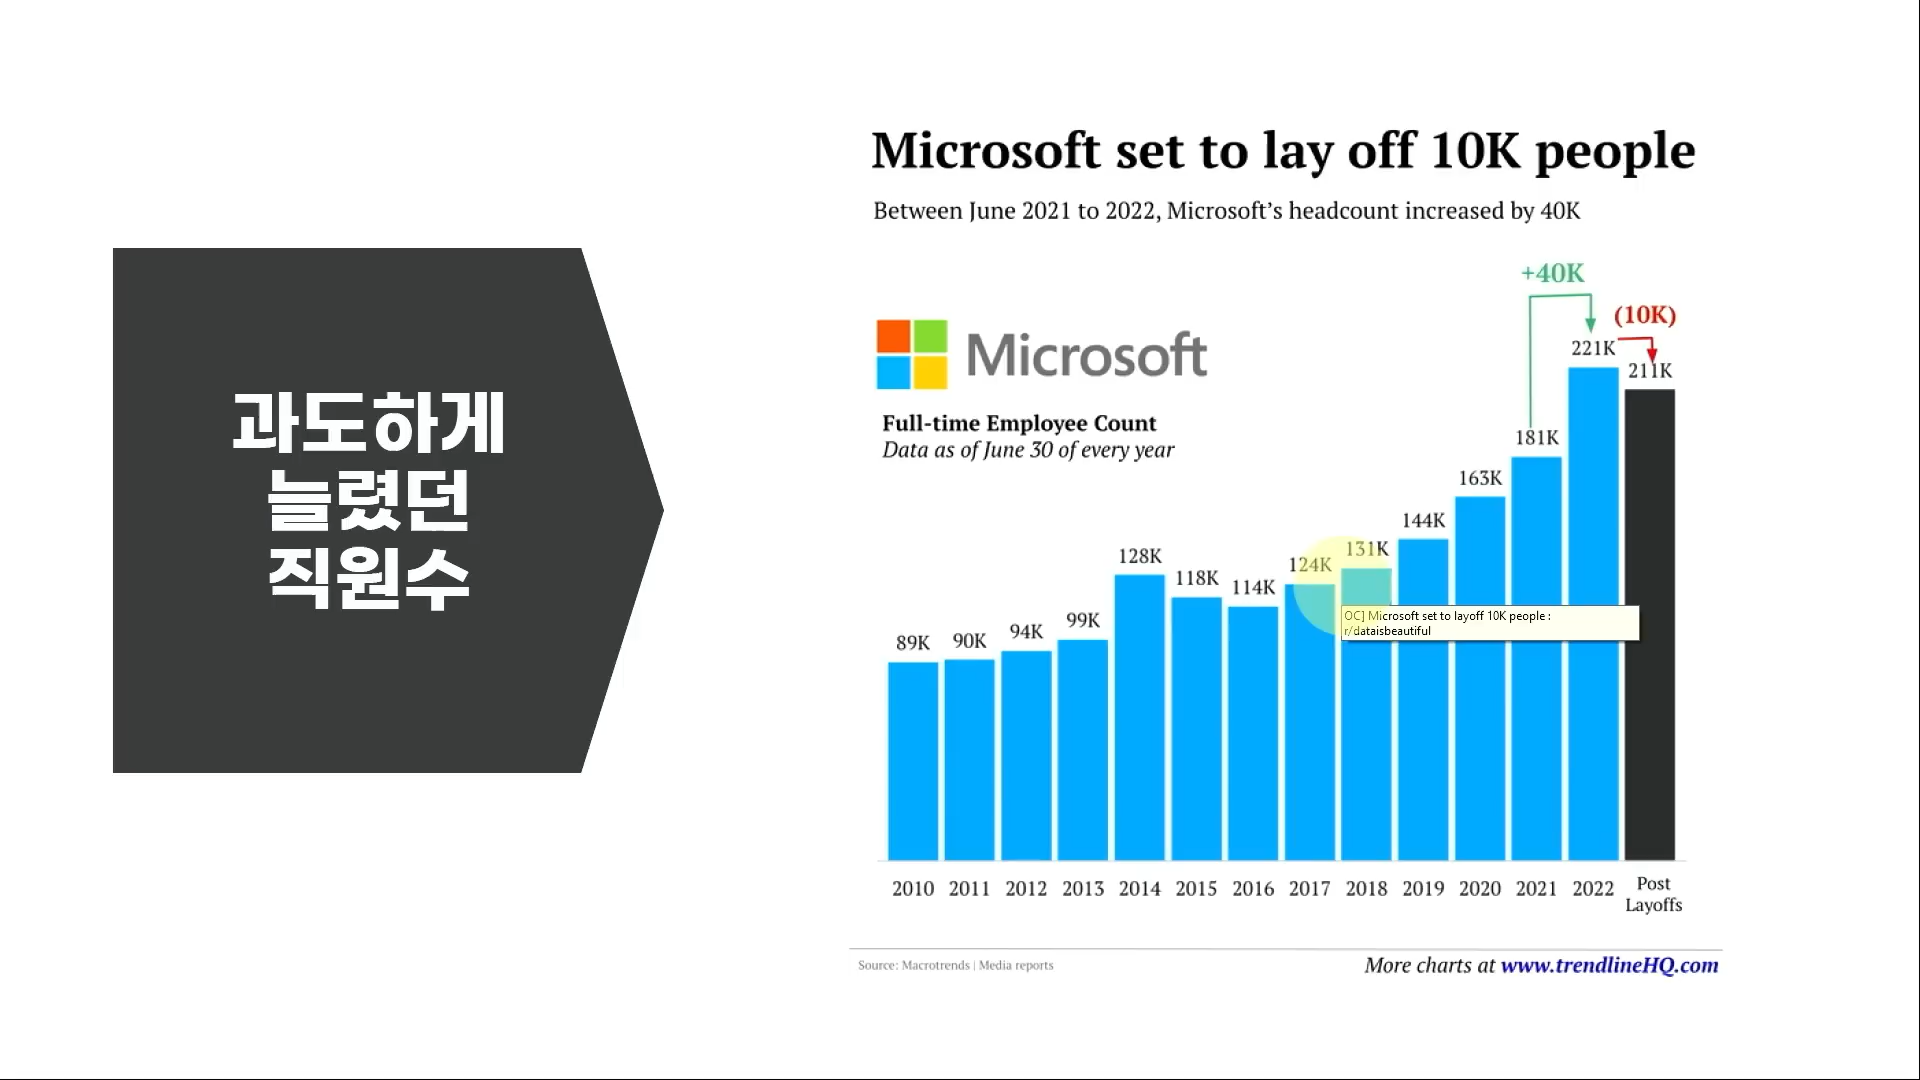 과도하게
늘렸던
직원수
Microsoft set to lay off 10K people
Between June 2021 to 2022, Microsoft's headcount increased by 40K
Microsoft
Full-time Employee Count
Data as of June 30 of every year
+40K
(10K)
89K
90K
94K
99K
128K
118K
114K
124K
131K
144K
163K
181K
221K
211K
OC] Microsoft set to layoff 10K people :
r/dataisbeautiful
2010 2011 2012 2013 2014 2015 2016 2017 2018 2019 2020 2021 2022 Post
Layoffs
Source: Macrotrends | Media reports
More charts at www.trendlineHQ.com